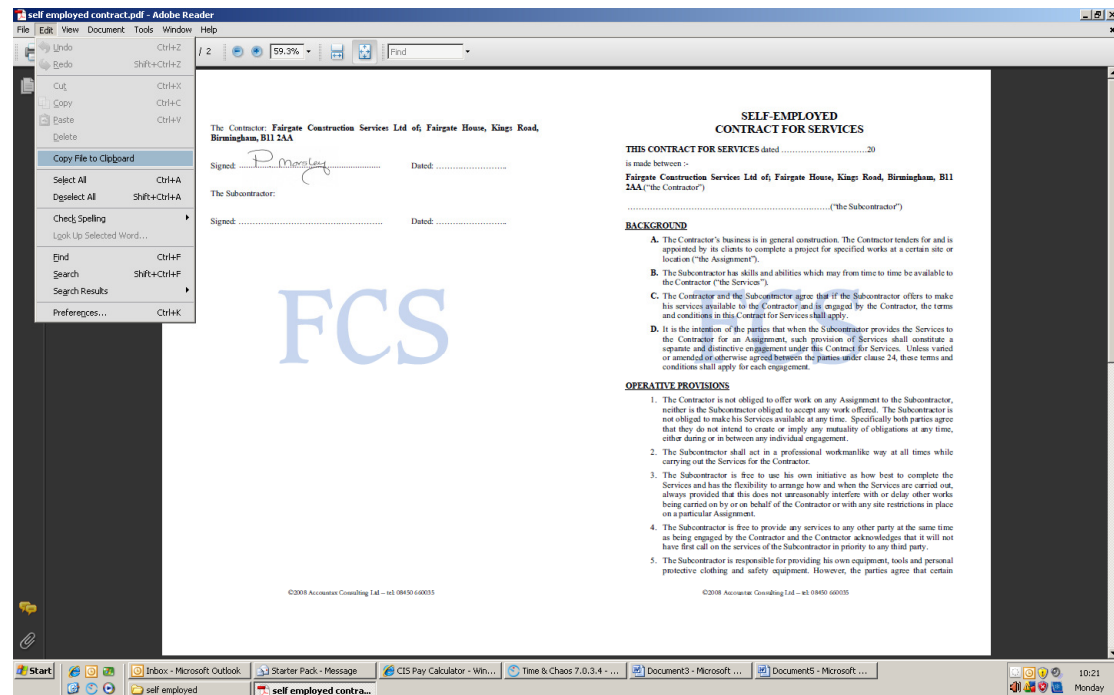 self employed contract.pdf - Adobe Reader
File Edit View Document Tools Window Help
/ 2 59.3% Find
Undo Ctrl+Z
Redo Shift+Ctrl+Z
Cut Ctrl+X
Copy Ctrl+C
Paste Ctrl+V
Delete
Copy File to Clipboard
Select All Ctrl+A
Deselect All Shift+Ctrl+A
Check Spelling
Look Up Selected Word...
Find Ctrl+F
Search Shift+Ctrl+F
Search Results
Preferences... Ctrl+K
The Contractor: Fairgate Construction Services Ltd of; Fairgate House, Kings Road,
Birmingham, B11 2AA
Signed: P Morsley Dated: ……………………..
The Subcontractor:
Signed: …………………………………………… Dated: ……………………..
FCS
©2008 Accountax Consulting Ltd – tel: 08450 660035
SELF-EMPLOYED
CONTRACT FOR SERVICES
THIS CONTRACT FOR SERVICES dated ………………………….20
is made between :-
Fairgate Construction Services Ltd of; Fairgate House, Kings Road, Birmingham, B11
2AA.("the Contractor")
…………………………………………………………………("the Subcontractor")
BACKGROUND
A. The Contractor's business is in general construction. The Contractor tenders for and is
appointed by its clients to complete a project for specified works at a certain site or
location ("the Assignment").
B. The Subcontractor has skills and abilities which may from time to time be available to
the Contractor ("the Services").
C. The Contractor and the Subcontractor agree that if the Subcontractor offers to make
his services available to the Contractor and is engaged by the Contractor, the terms
and conditions in this Contract for Services shall apply.
D. It is the intention of the parties that when the Subcontractor provides the Services to
the Contractor for an Assignment, such provision of Services shall constitute a
separate and distinctive engagement under this Contract for Services. Unless varied
or amended or otherwise agreed between the parties under clause 24, these terms and
conditions shall apply for each engagement.
FCS
OPERATIVE PROVISIONS
1. The Contractor is not obliged to offer work on any Assignment to the Subcontractor,
neither is the Subcontractor obliged to accept any work offered. The Subcontractor is
not obliged to make his Services available at any time. Specifically both parties agree
that they do not intend to create or imply any mutuality of obligations at any time,
either during or in between any individual engagement.
2. The Subcontractor shall act in a professional workmanlike way at all times while
carrying out the Services for the Contractor.
3. The Subcontractor is free to use his own initiative as how best to complete the
Services and has the flexibility to arrange how and when the Services are carried out,
always provided that this does not unreasonably interfere with or delay other works
being carried on by or on behalf of the Contractor or with any site restrictions in place
on a particular Assignment.
4. The Subcontractor is free to provide any services to any other party at the same time
as being engaged by the Contractor and the Contractor acknowledges that it will not
have first call on the services of the Subcontractor in priority to any third party.
5. The Subcontractor is responsible for providing his own equipment, tools and personal
protective clothing and safety equipment. However, the parties agree that certain
©2008 Accountax Consulting Ltd – tel: 08450 660035
Start Inbox - Microsoft Outlook Starter Pack - Message CIS Pay Calculator - Win... Time & Chaos 7.0.3.4 - ... Document3 - Microsoft ... Document5 - Microsoft ... 10:21
self employed self employed contra... Monday